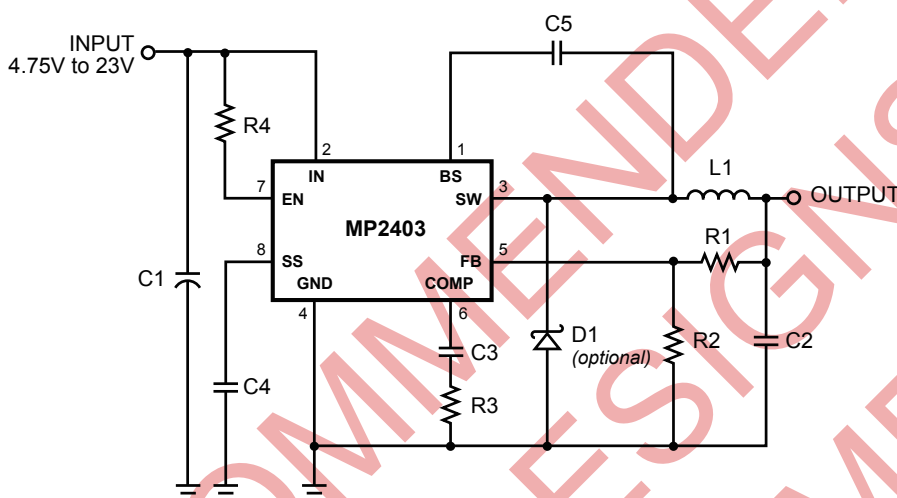 INPUT
4.75V to 23V
C5
R4
2
1
IN
BS
L1
7
EN
SW
3
OUTPUT
MP2403
R1
8
SS
FB
5
C1
GND
COMP
4
6
C3
D1
(optional)
R2
C2
C4
R3